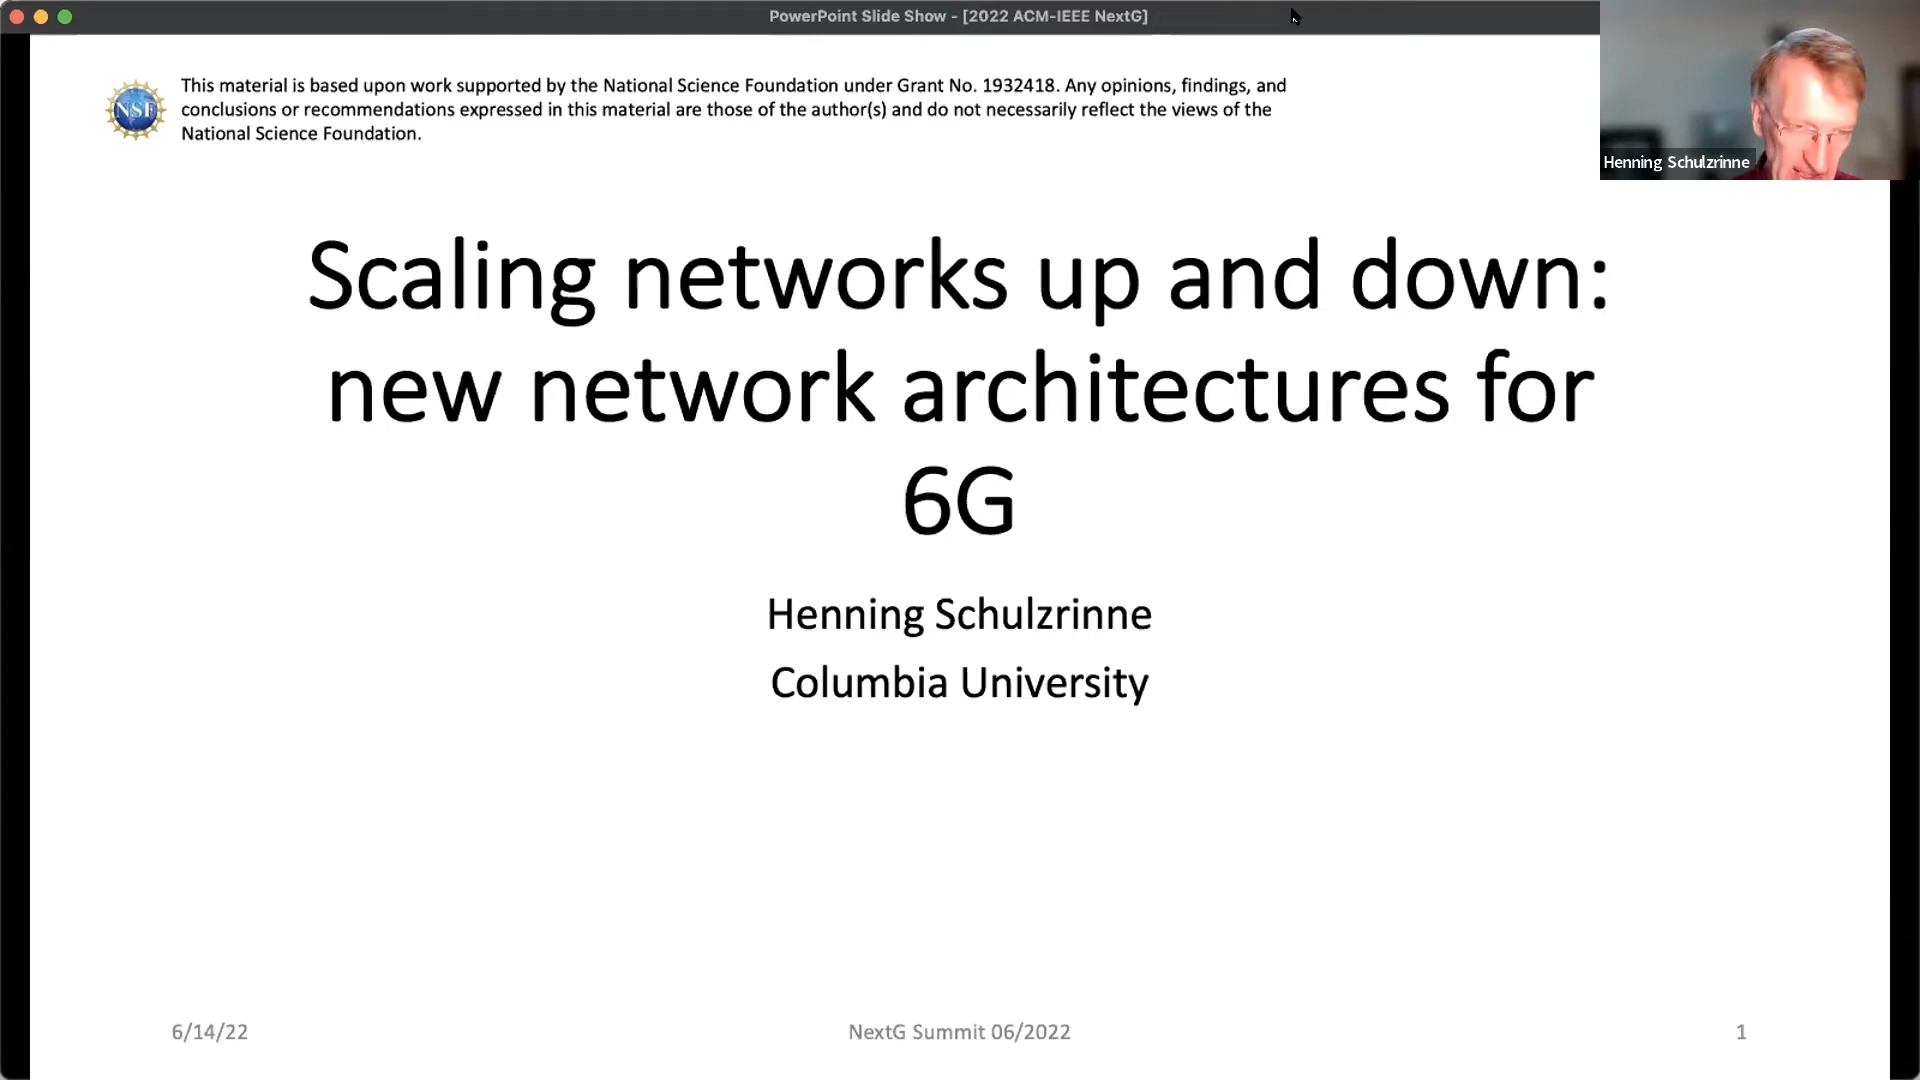 PowerPoint Slide Show - [2022 ACM-IEEE NextG]
NSF
This material is based upon work supported by the National Science Foundation under Grant No. 1932418. Any opinions, findings, and
conclusions or recommendations expressed in this material are those of the author(s) and do not necessarily reflect the views of the
National Science Foundation.
Henning Schulzrinne
Scaling networks up and down:
new network architectures for
6G
Henning Schulzrinne
Columbia University
6/14/22
NextG Summit 06/2022
1